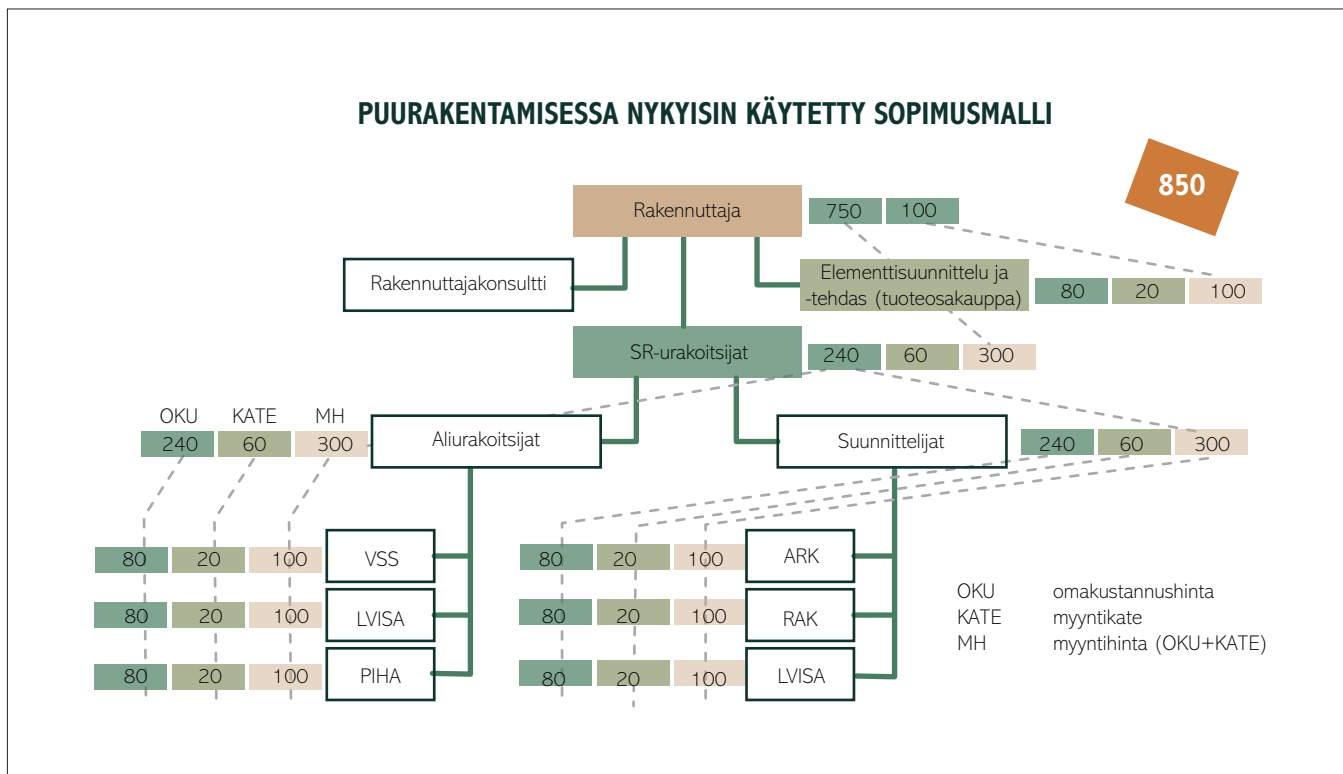 PUURAKENTAMISESSA NYKYISIN KÄYTETTY SOPIMUSMALLI
850
Rakennuttaja
750 100
Rakennuttajakonsultti
Elementtisuunnittelu ja
-tehdas (tuoteosakauppa)
80 20 100
SR-urakoitsijat
240 60 300
OKU KATE MH
240 60 300
Aliurakoitsijat
Suunnittelijat
240 60 300
80 20 100
VSS
80 20 100
ARK
80 20 100
LVISA
80 20 100
RAK
80 20 100
PIHA
80 20 100
LVISA
OKU omakustannushinta
KATE myyntikate
MH myyntihinta (OKU+KATE)